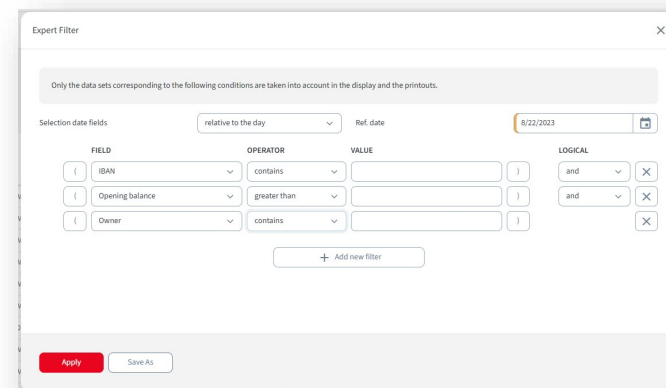 Expert Filter
Only the data sets corresponding to the following conditions are taken into account in the display and the printouts.
Selection date fields relative to the day Ref. date 8/22/2023
FIELD OPERATOR VALUE LOGICAL
( IBAN contains ) and
( Opening balance greater than ) and
( Owner contains )
+ Add new filter
Apply Save As